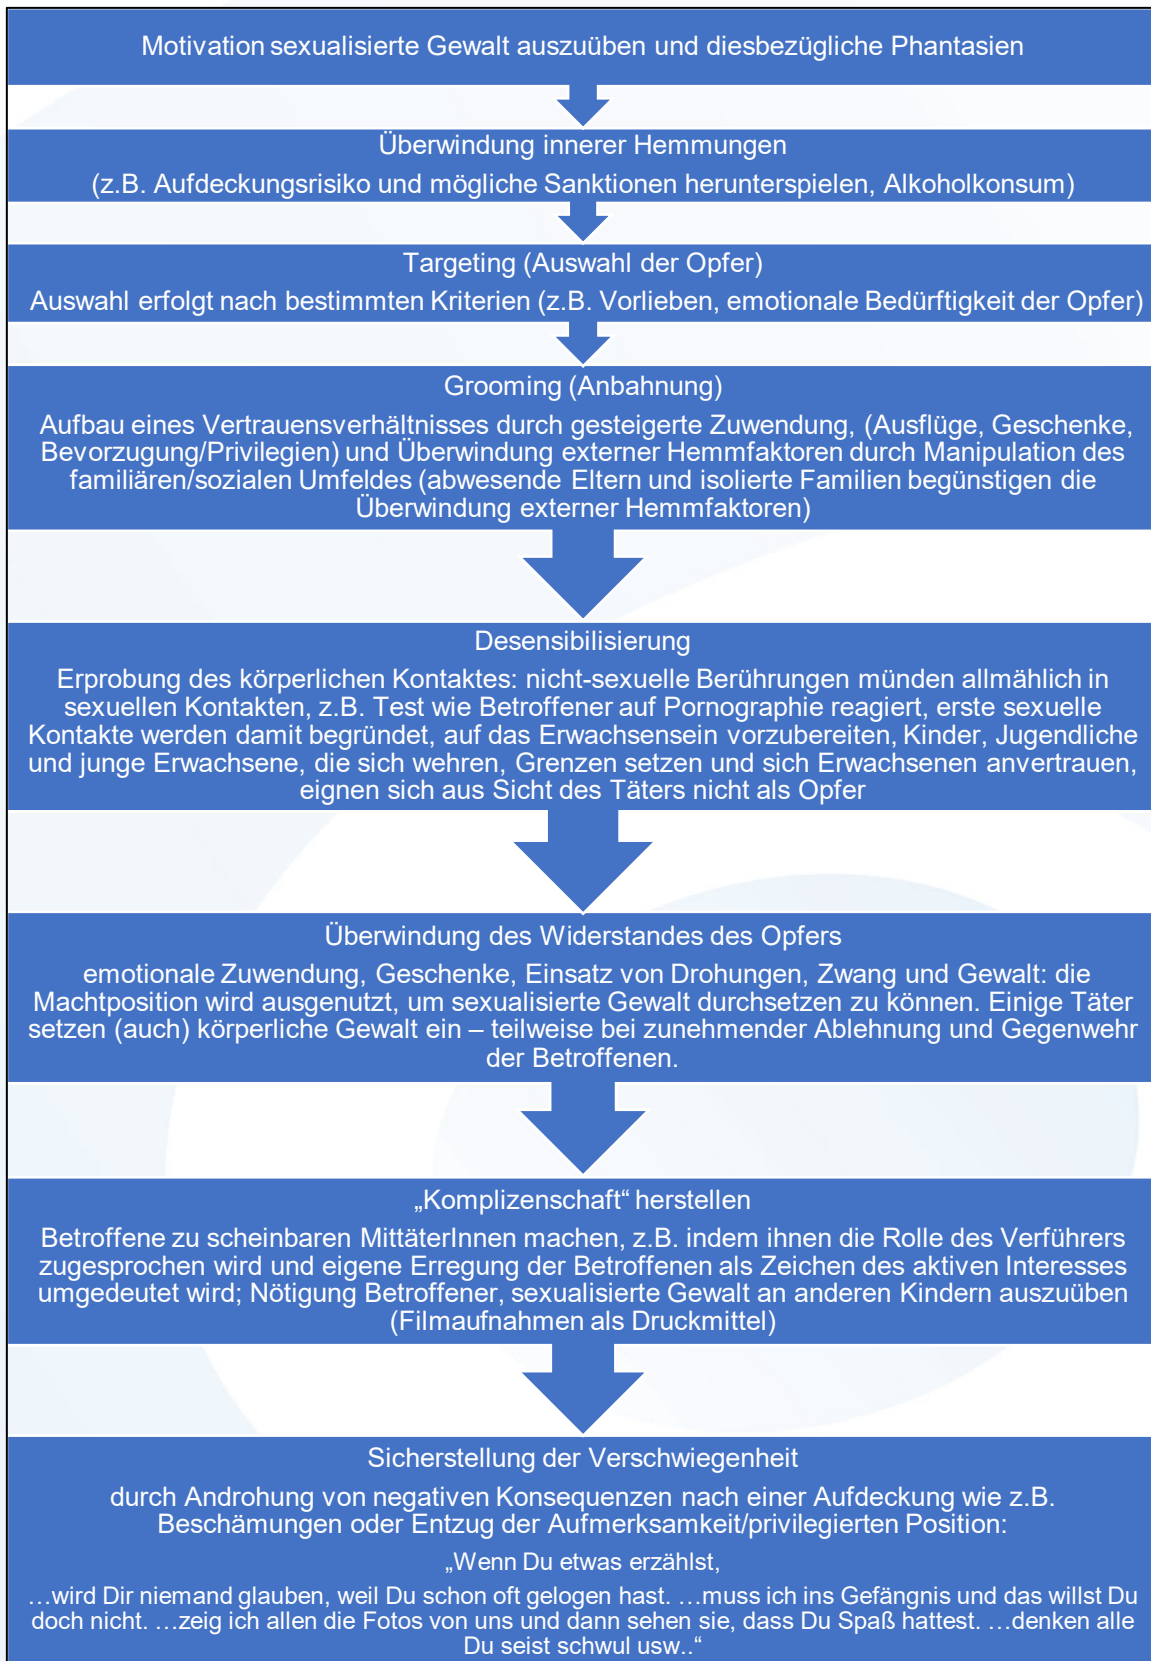 Motivation sexualisierte Gewalt auszuüben und diesbezügliche Phantasien
Überwindung innerer Hemmungen
(z.B. Aufdeckungsrisiko und mögliche Sanktionen herunterspielen, Alkoholkonsum)
Targeting (Auswahl der Opfer)
Auswahl erfolgt nach bestimmten Kriterien (z.B. Vorlieben, emotionale Bedürftigkeit der Opfer)
Grooming (Anbahnung)
Aufbau eines Vertrauensverhältnisses durch gesteigerte Zuwendung, (Ausflüge, Geschenke,
Bevorzugung/Privilegien) und Überwindung externer Hemmfaktoren durch Manipulation des
familiären/sozialen Umfeldes (abwesende Eltern und isolierte Familien begünstigen die
Überwindung externer Hemmfaktoren)
Desensibilisierung
Erprobung des körperlichen Kontaktes: nicht-sexuelle Berührungen münden allmählich in
sexuellen Kontakten, z.B. Test wie Betroffener auf Pornographie reagiert, erste sexuelle
Kontakte werden damit begründet, auf das Erwachsensein vorzubereiten, Kinder, Jugendliche
und junge Erwachsene, die sich wehren, Grenzen setzen und sich Erwachsenen anvertrauen,
eignen sich aus Sicht des Täters nicht als Opfer
Überwindung des Widerstandes des Opfers
emotionale Zuwendung, Geschenke, Einsatz von Drohungen, Zwang und Gewalt: die
Machtposition wird ausgenutzt, um sexualisierte Gewalt durchsetzen zu können. Einige Täter
setzen (auch) körperliche Gewalt ein – teilweise bei zunehmender Ablehnung und Gegenwehr
der Betroffenen.
„Komplizenschaft“ herstellen
Betroffene zu scheinbaren MittäterInnen machen, z.B. indem ihnen die Rolle des Verführers
zugesprochen wird und eigene Erregung der Betroffenen als Zeichen des aktiven Interesses
umgedeutet wird; Nötigung Betroffener, sexualisierte Gewalt an anderen Kindern auszuüben
(Filmaufnahmen als Druckmittel)
Sicherstellung der Verschwiegenheit
durch Androhung von negativen Konsequenzen nach einer Aufdeckung wie z.B.
Beschämungen oder Entzug der Aufmerksamkeit/privilegierten Position:
„Wenn Du etwas erzählst,
…wird Dir niemand glauben, weil Du schon oft gelogen hast. …muss ich ins Gefängnis und das willst Du
doch nicht. …zeig ich allen die Fotos von uns und dann sehen sie, dass Du Spaß hattest. …denken alle
Du seist schwul usw..“